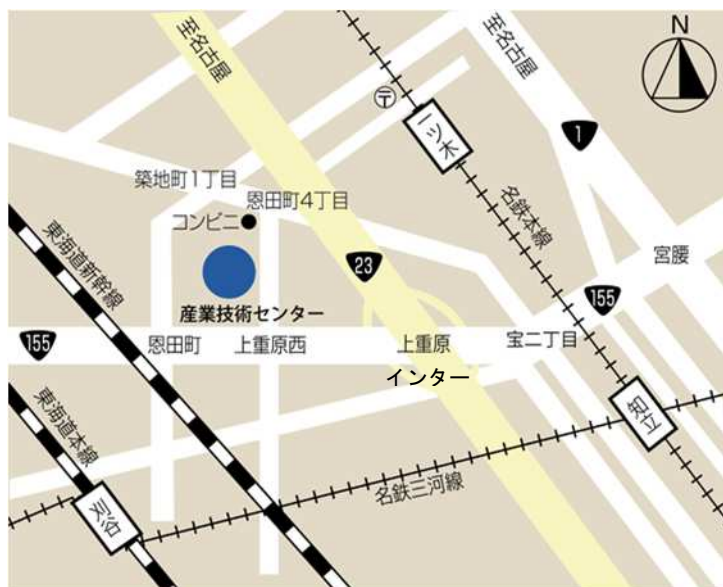 至名古屋
至名古屋
N
〒
一ツ木
1
築地町1丁目
恩田町4丁目
コンビニ
名鉄本線
東海道新幹線
23
宮腰
155
産業技術センター
155
恩田町
上重原西
上重原
インター
宝二丁目
知立
東海道本線
名鉄三河線
刈谷